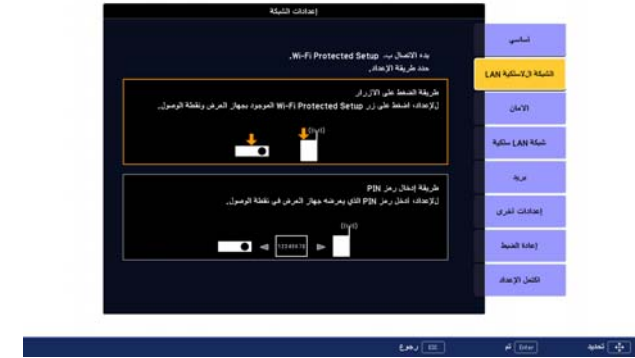 إعدادات الشبكة
بدء الاتصال بـ Wi-Fi Protected Setup.
حدد طريقة الإعداد.
طريقة الضغط على الأزرار
للإعداد، اضغط على زر Wi-Fi Protected Setup الموجود بجهاز العرض ونقطة الوصول.
طريقة إدخال رمز PIN
للإعداد، أدخل رمز PIN الذي يعرضه جهاز العرض في نقطة الوصول.
12345678
أساسي
الشبكة اللاسلكية LAN
الأمان
شبكة LAN سلكية
بريد
إعدادات أخرى
إعادة الضبط
اكتمل الإعداد
تحديد
Enter تم
ESC رجوع